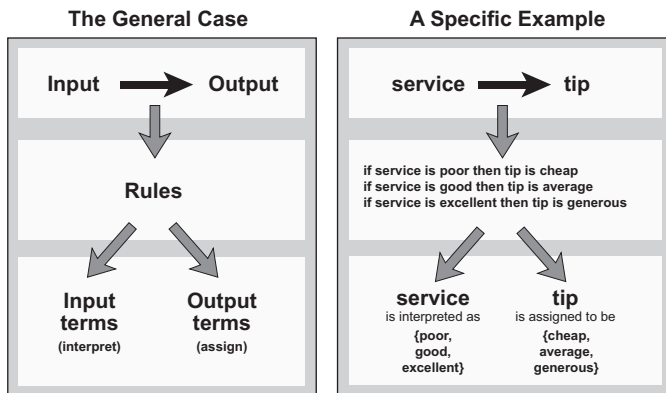 The General Case
Input Output
Rules
Input terms
(interpret)
Output terms
(assign)
A Specific Example
service tip
if service is poor then tip is cheap
if service is good then tip is average
if service is excellent then tip is generous
service
is interpreted as
{poor,
good,
excellent}
tip
is assigned to be
{cheap,
average,
generous}